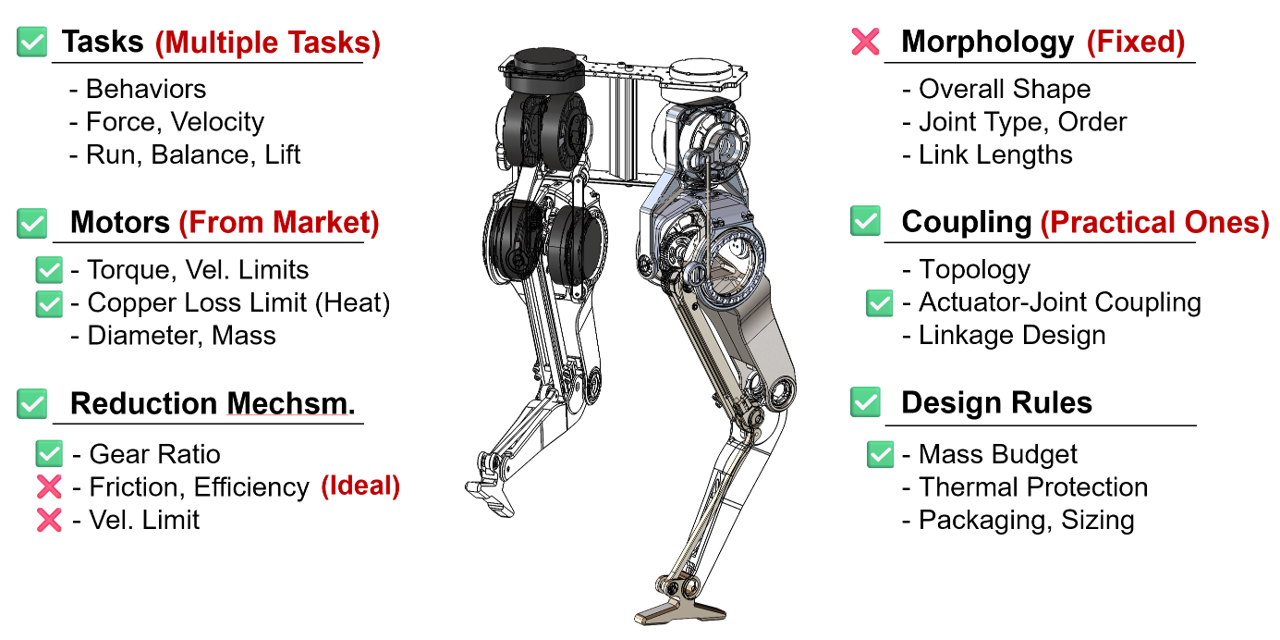 Tasks (Multiple Tasks)
- Behaviors
- Force, Velocity
- Run, Balance, Lift
Motors (From Market)
- Torque, Vel. Limits
- Copper Loss Limit (Heat)
- Diameter, Mass
Reduction Mechsm.
- Gear Ratio
- Friction, Efficiency (Ideal)
- Vel. Limit
Morphology (Fixed)
- Overall Shape
- Joint Type, Order
- Link Lengths
Coupling (Practical Ones)
- Topology
- Actuator-Joint Coupling
- Linkage Design
Design Rules
- Mass Budget
- Thermal Protection
- Packaging, Sizing